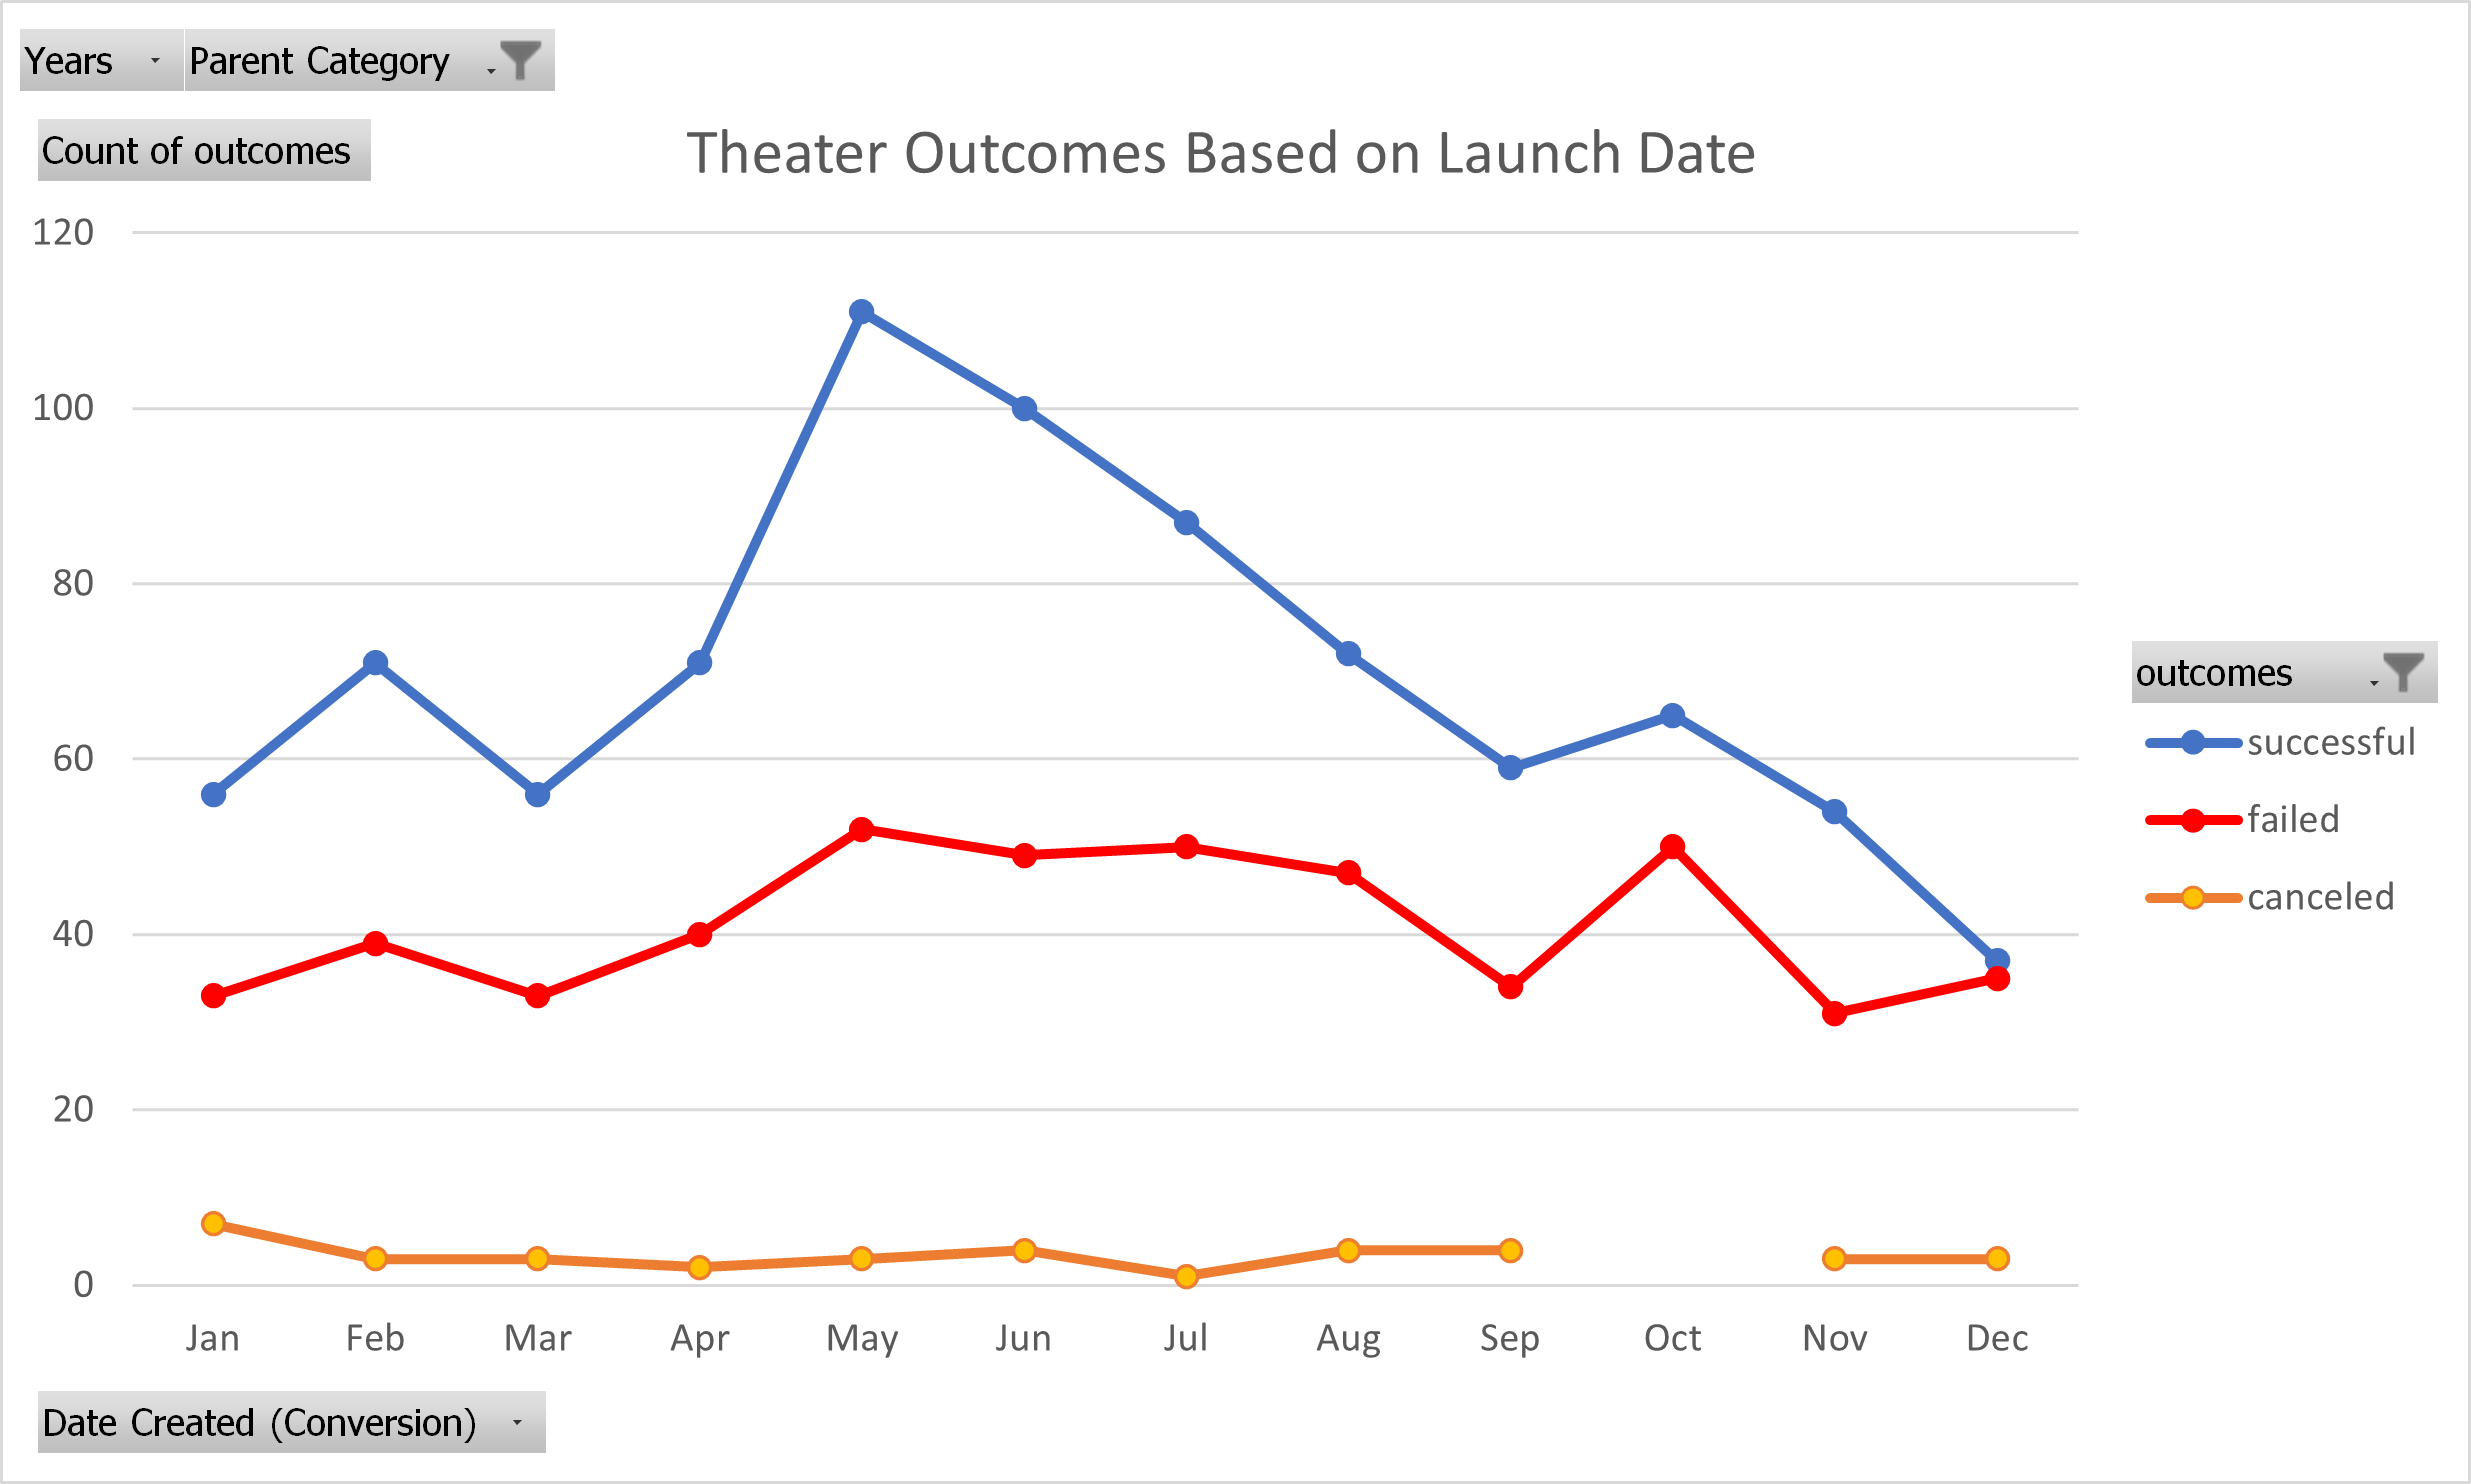 Years Parent Category
Count of outcomes
Theater Outcomes Based on Launch Date
120
100
80
60
40
20
0
Jan Feb Mar Apr May Jun Jul Aug Sep Oct Nov Dec
outcomes
successful
failed
canceled
Date Created (Conversion)